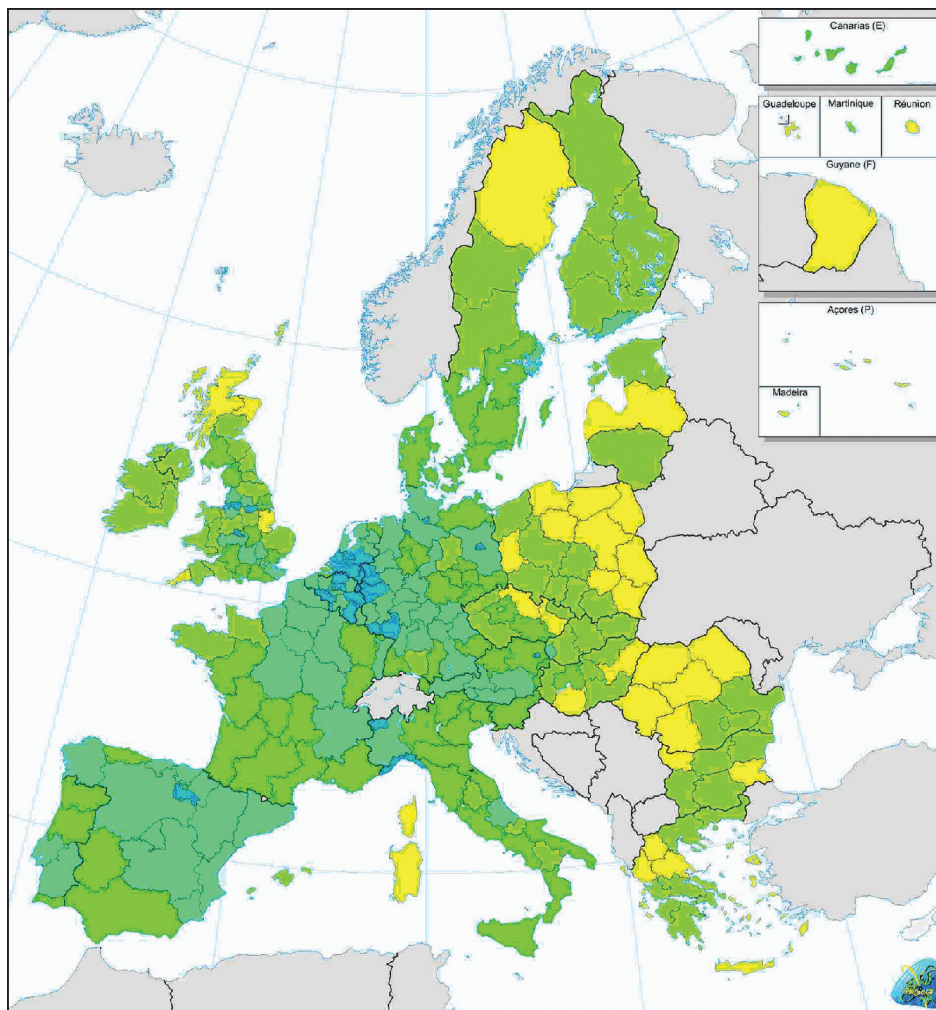 Canarias (E)
Guadeloupe
Martinique
Réunion
Guyane (F)
Açores (P)
Madeira